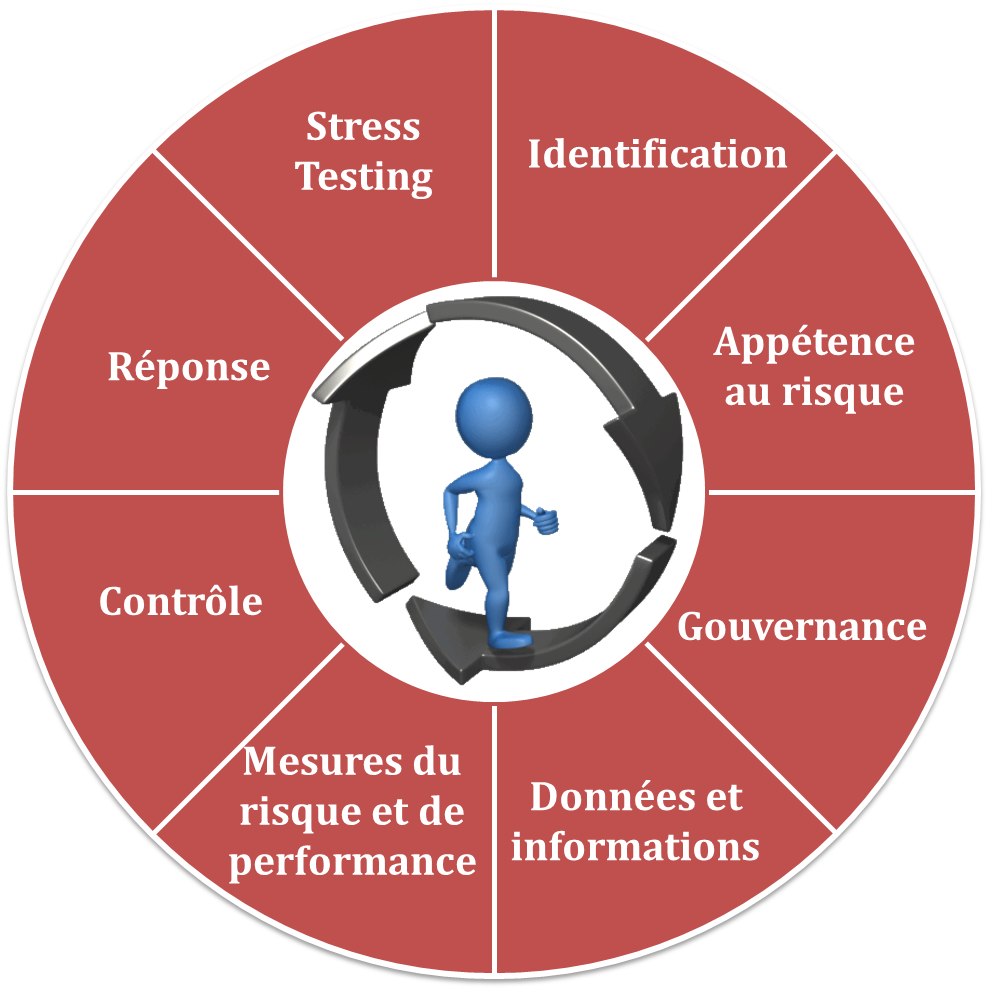 Stress
Testing
Identification
Appétence
au risque
Gouvernance
Données et
informations
Mesures du
risque et de
performance
Contrôle
Réponse